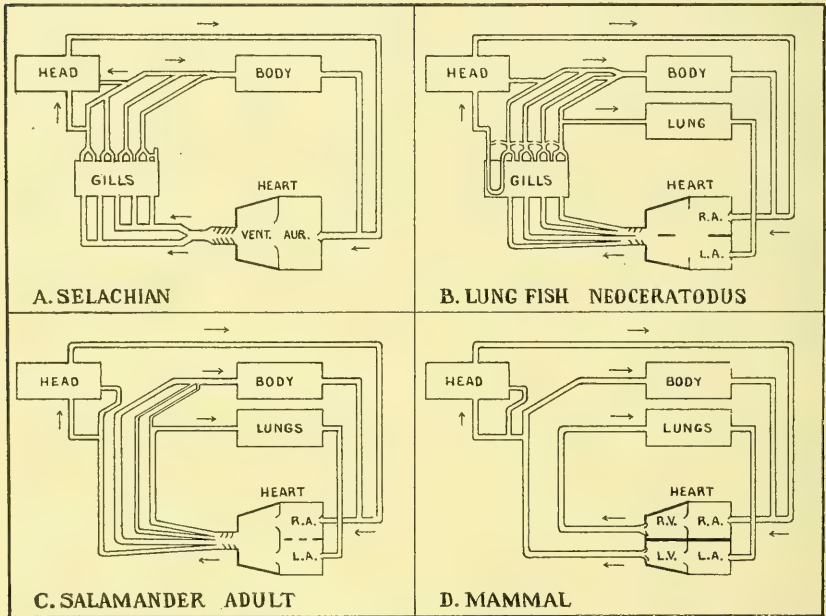 HEAD
BODY
GILLS
HEART
VENT. AUR.
A. SELACHIAN
HEAD
BODY
LUNG
GILLS
HEART
R.A.
L.A.
B. LUNG FISH NEOCERATODUS
HEAD
BODY
LUNGS
HEART
R.A.
L.A.
C. SALAMANDER ADULT
HEAD
BODY
LUNGS
HEART
R.V. R.A.
L.V. L.A.
D. MAMMAL